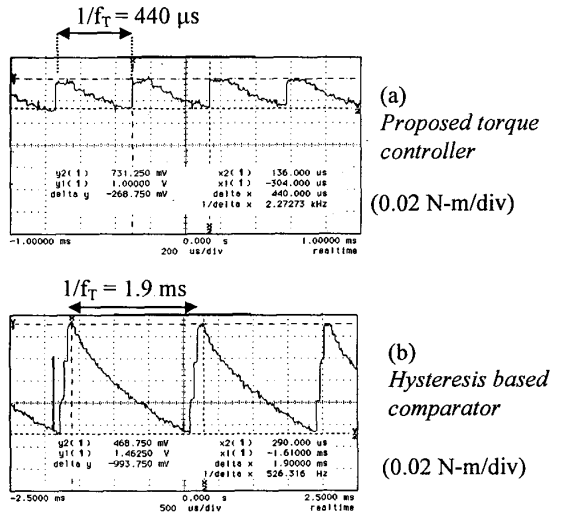 1/fT = 440 μs
(a)
Proposed torque
controller
(0.02 N-m/div)
y2(1) 731.250 mV
y1(1) 1.00000 V
delta y -268.750 mV
x2(1) 136.000 us
x1(1) -304.000 us
delta x 440.000 us
1/delta x 2.27273 kHz
-1.00000 ms
0.000 s
1.00000 ms
200 us/div
realtime
1/fT = 1.9 ms
(b)
Hysteresis based
comparator
(0.02 N-m/div)
y2(1) 468.750 mV
y1(1) 1.46250 V
delta y -993.750 mV
x2(1) 290.000 us
x1(1) -1.61000 ms
delta x 1.90000 ms
1/delta x 526.316 Hz
-2.5000 ms
0.000 s
2.5000 ms
500 us/div
realtime